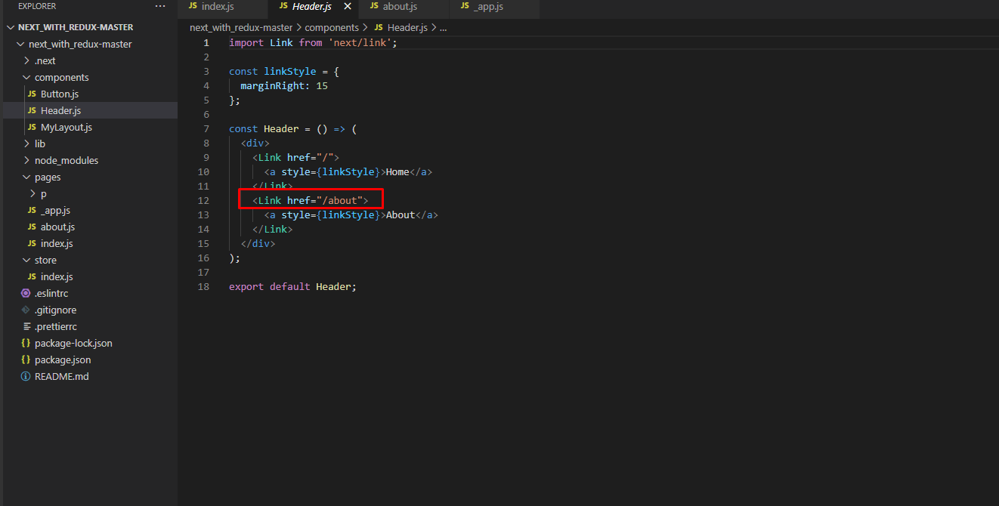 EXPLORER ...
NEXT_WITH_REDUX-MASTER
next_with_redux-master
.next
components
JS Button.js
JS Header.js
JS MyLayout.js
lib
node_modules
pages
p
JS _app.js
JS about.js
JS index.js
store
JS index.js
.eslintrc
.gitignore
.prettierrc
{} package-lock.json
{} package.json
README.md
JS index.js
JS Header.js
JS about.js
JS _app.js
next_with_redux-master > components > JS Header.js > ...
1 import Link from 'next/link';
2
3 const linkStyle = {
4 marginRight: 15
5 };
6
7 const Header = () => (
8 <div>
9 <Link href="/">
10 <a style={linkStyle}>Home</a>
11 </Link>
12 <Link href="/about">
13 <a style={linkStyle}>About</a>
14 </Link>
15 </div>
16 );
17
18 export default Header;